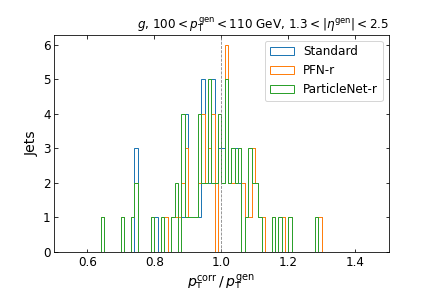 g, 100 < p_T^gen < 110 GeV, 1.3 < |η^gen| < 2.5
Standard
PFN-r
ParticleNet-r
Jets
6
5
4
3
2
1
0
0.6 0.8 1.0 1.2 1.4
p_T^corr / p_T^gen